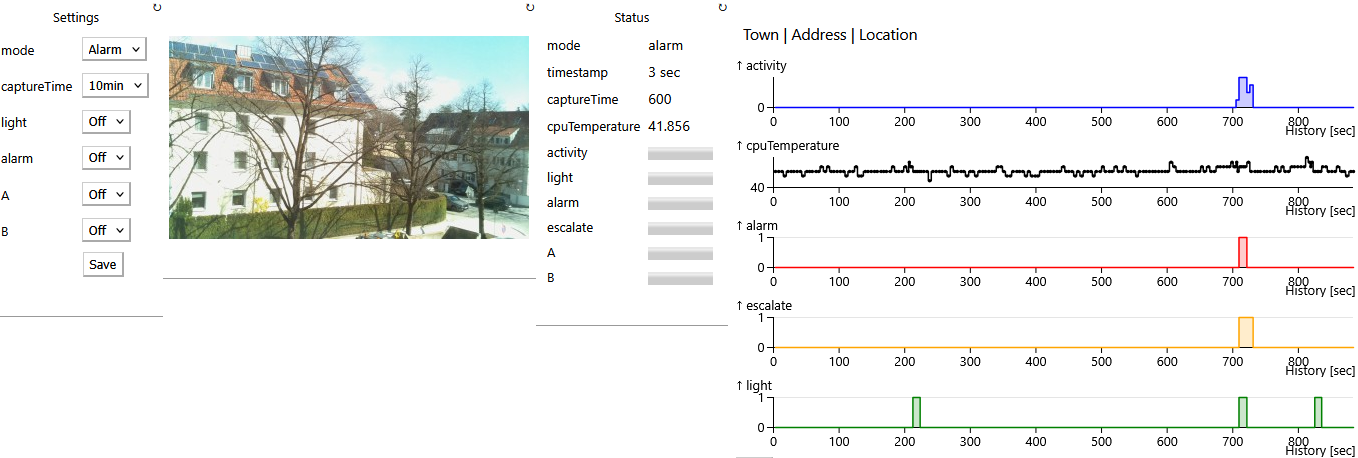 ↻
Settings
mode
Alarm
captureTime
10min
light
Off
alarm
Off
A
Off
B
Off
Save
↻
↻
Status
mode alarm
timestamp 3 sec
captureTime 600
cpuTemperature 41.856
activity
light
alarm
escalate
A
B
Town | Address | Location
↑ activity
0
0 100 200 300 400 500 600 700 800
History [sec]
↑ cpuTemperature
40
0 100 200 300 400 500 600 700 800
History [sec]
↑ alarm
1
0
0 100 200 300 400 500 600 700 800
History [sec]
↑ escalate
1
0
0 100 200 300 400 500 600 700 800
History [sec]
↑ light
1
0
0 100 200 300 400 500 600 700 800
History [sec]